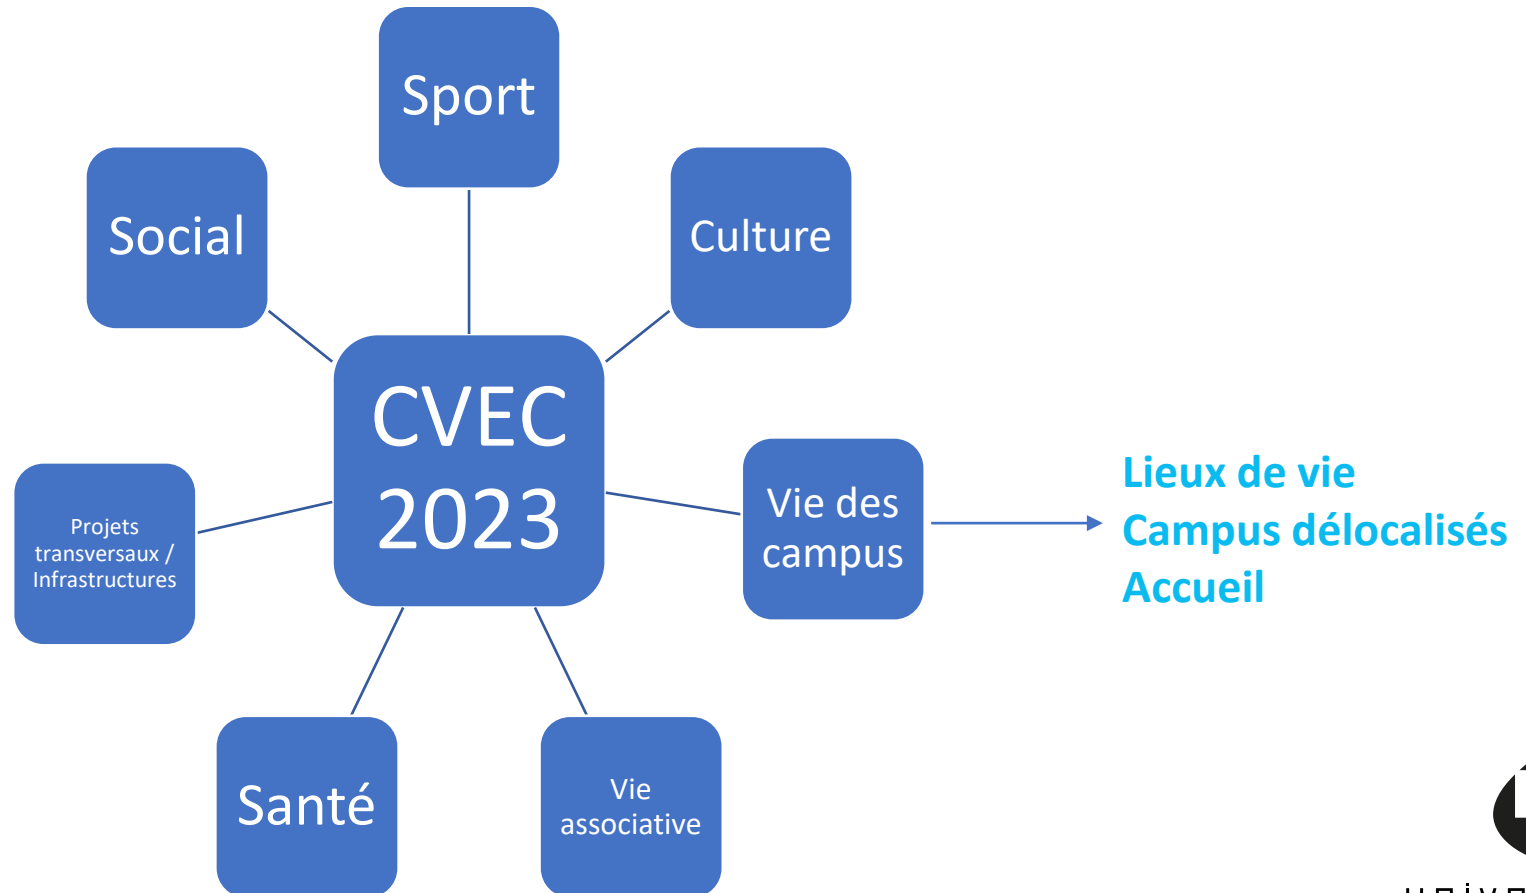 Sport
Social
Culture
CVEC
2023
Vie des
campus
Lieux de vie
Campus délocalisés
Accueil
Projets
transversaux /
Infrastructures
Santé
Vie
associative